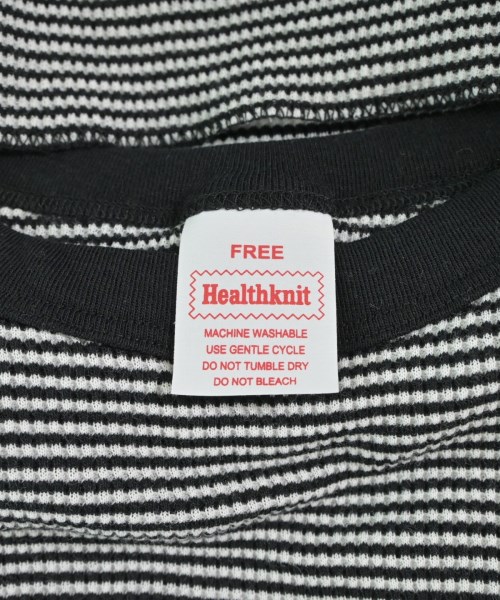 FREE
Healthknit
MACHINE WASHABLE
USE GENTLE CYCLE
DO NOT TUMBLE DRY
DO NOT BLEACH